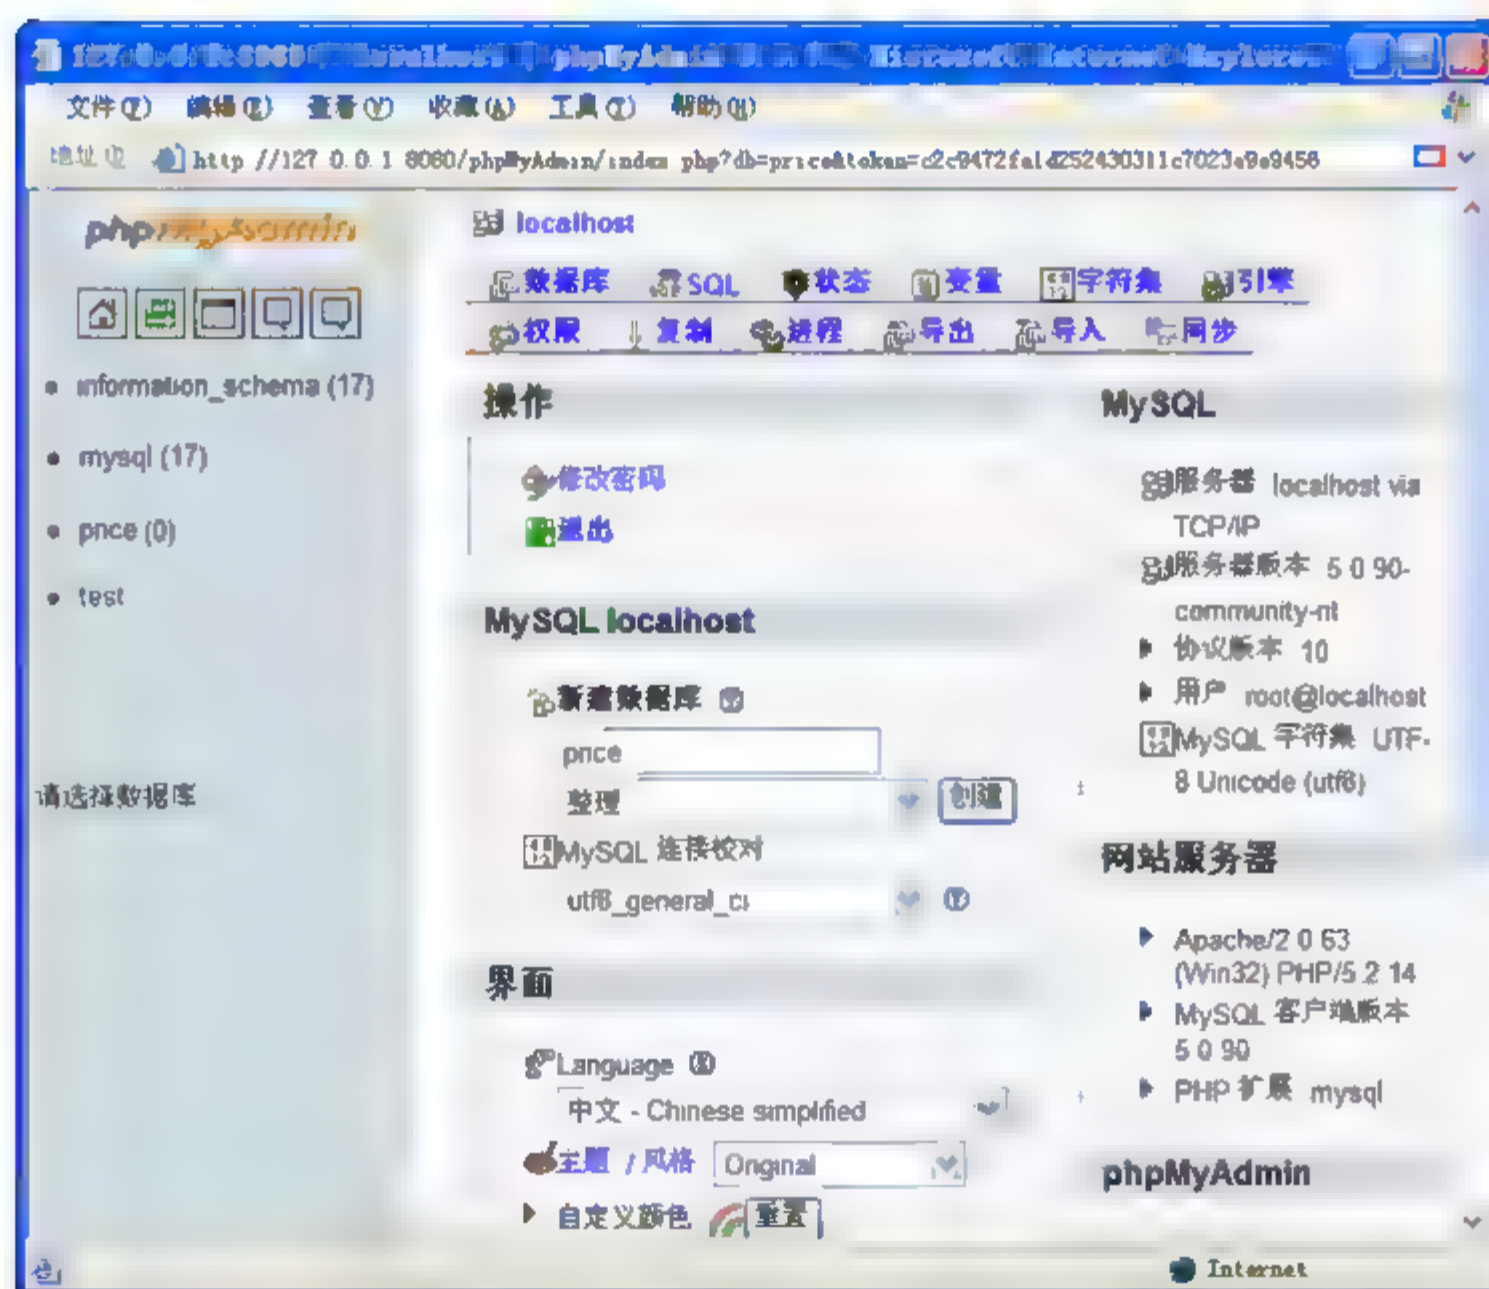 文件(F) 编辑(E) 查看(V) 收藏(A) 工具(T) 帮助(H)
地址(D) http //127 0.0.1 8080/phpMyAdmin/index php?db=price&token=
phpMyAdmin
information_schema (17)
mysql (17)
price (0)
test
请选择数据库
localhost
数据库 SQL 状态 变量 字符集 引擎
权限 复制 进程 导出 导入 同步
操作
修改密码
退出
MySQL localhost
新建数据库
price
整理 创建
MySQL 连接校对
utf8_general_ci
界面
Language
中文 - Chinese simplified
主题 / 风格 Original
自定义颜色 重置
MySQL
服务器 localhost via
TCP/IP
服务器版本 5 0 90-
community-nt
协议版本 10
用户 root@localhost
MySQL 字符集 UTF-
8 Unicode (utf8)
网站服务器
Apache/2 0 63
(Win32) PHP/5.2 14
MySQL 客户端版本
5 0 90
PHP 扩展 mysql
phpMyAdmin
Internet